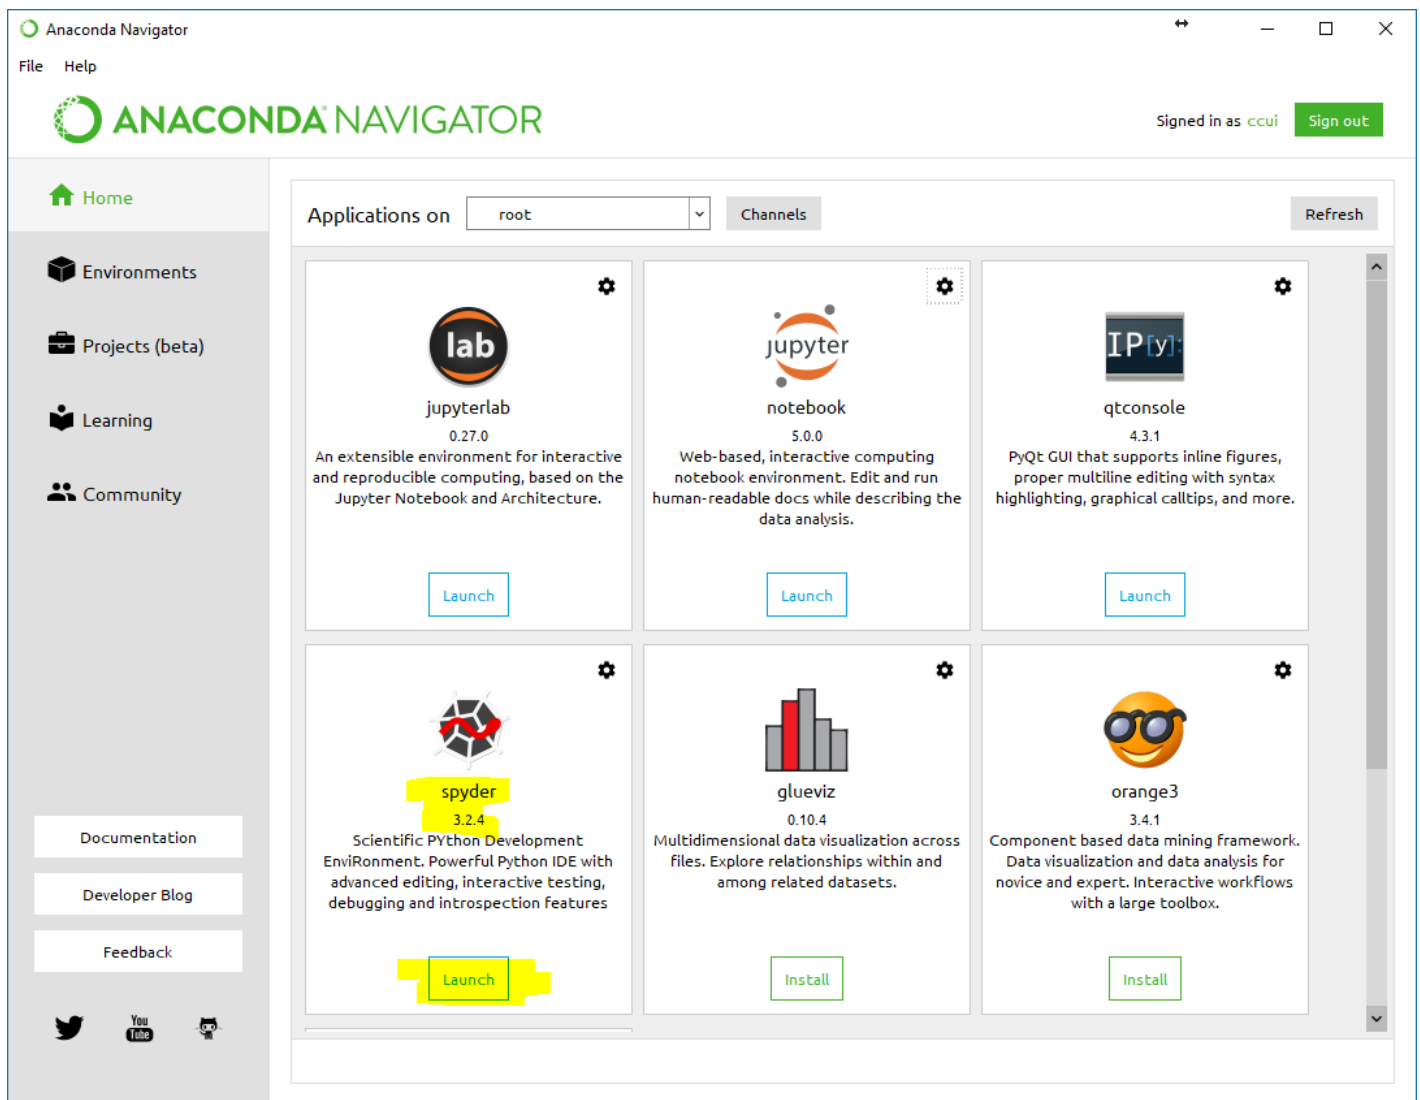 Anaconda Navigator
File Help
ANACONDA NAVIGATOR
Signed in as ccui Sign out
Home
Environments
Projects (beta)
Learning
Community
Documentation
Developer Blog
Feedback
You
Tube
Applications on root Channels Refresh
lab
jupyterlab
0.27.0
An extensible environment for interactive
and reproducible computing, based on the
Jupyter Notebook and Architecture.
Launch
jupyter
notebook
5.0.0
Web-based, interactive computing
notebook environment. Edit and run
human-readable docs while describing the
data analysis.
Launch
IP[y]:
qtconsole
4.3.1
PyQt GUI that supports inline figures,
proper multiline editing with syntax
highlighting, graphical calltips, and more.
Launch
spyder
3.2.4
Scientific PYthon Development
EnviRonment. Powerful Python IDE with
advanced editing, interactive testing,
debugging and introspection features
Launch
glueviz
0.10.4
Multidimensional data visualization across
files. Explore relationships within and
among related datasets.
Install
orange3
3.4.1
Component based data mining framework.
Data visualization and data analysis for
novice and expert. Interactive workflows
with a large toolbox.
Install